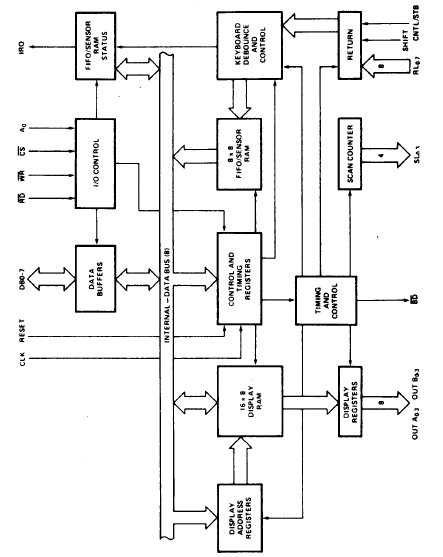 CLK
RESET
DB0-7
RD
WR
CS
A0
IRQ
DATA
BUFFERS
I/O CONTROL
FIFO/SENSOR
RAM
STATUS
INTERNAL-DATA BUS (8)
DISPLAY
ADDRESS
REGISTERS
16 x 8
DISPLAY
RAM
CONTROL AND
TIMING
REGISTERS
8 x 8
FIFO/SENSOR
RAM
KEYBOARD
DEBOUNCE
AND
CONTROL
DISPLAY
REGISTERS
TIMING
AND
CONTROL
SCAN COUNTER
RETURN
8
4
8
OUT A0-3
OUT B0-3
BD
SL0-3
RL0-7
SHIFT
CNTL/STB